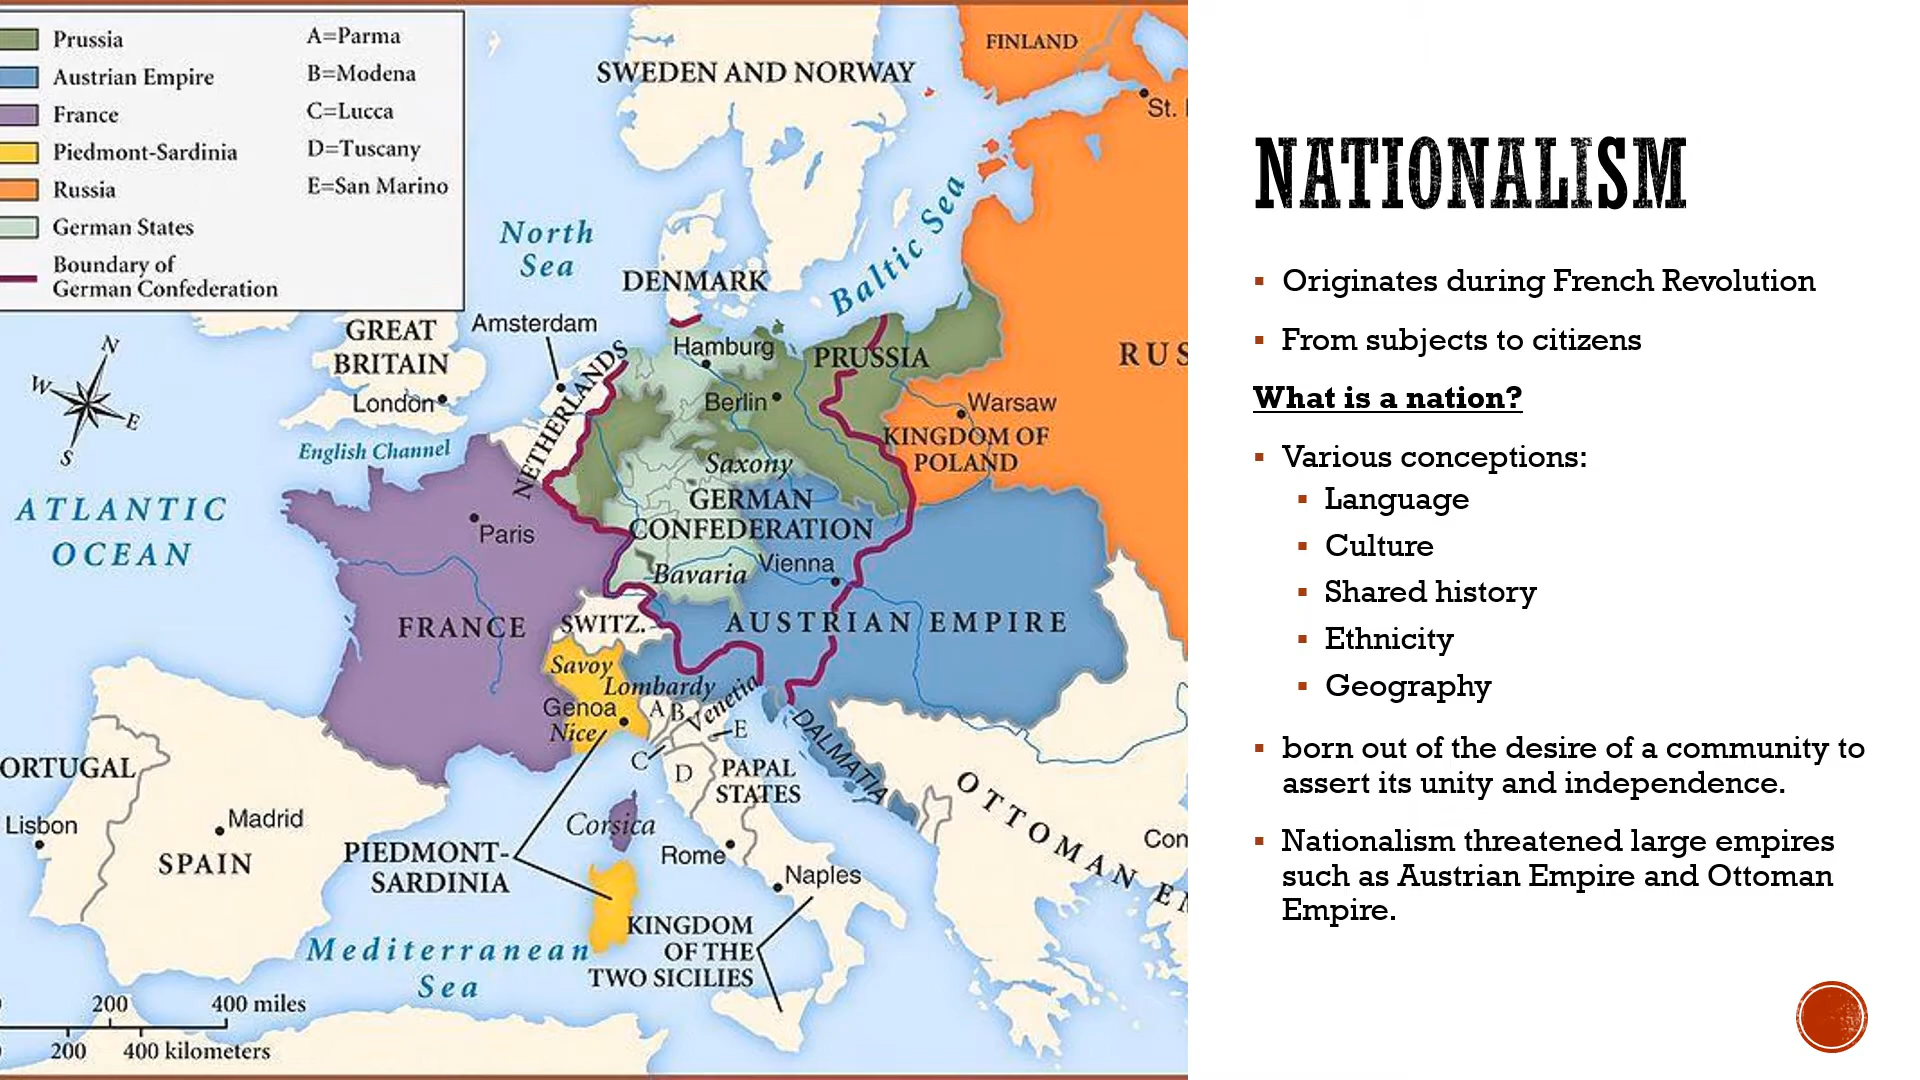 Prussia
Austrian Empire
France
Piedmont-Sardinia
Russia
German States
Boundary of
German Confederation
A=Parma
B=Modena
C=Lucca
D=Tuscany
E=San Marino
FINLAND
SWEDEN AND NORWAY
St.
North
Sea
Baltic Sea
DENMARK
GREAT
BRITAIN
London
Amsterdam
NETHERLANDS
Hamburg
PRUSSIA
RUS
Berlin
Warsaw
KINGDOM OF
POLAND
N
W
E
S
English Channel
ATLANTIC
OCEAN
Saxony
GERMAN
CONFEDERATION
Paris
Bavaria
Vienna
FRANCE
SWITZ.
AUSTRIAN EMPIRE
Savoy
Lombardy
Venetia
Genoa
Nice
A
B
E
C
D
DALMATIA
PAPAL
STATES
ORTUGAL
Lisbon
Madrid
SPAIN
Corsica
PIEDMONT-
SARDINIA
Rome
Naples
OTTOMAN EM
Con
KINGDOM
OF THE
TWO SICILIES
Mediterranean
Sea
200
400 miles
200
400 kilometers
NATIONALISM
▪ Originates during French Revolution
▪ From subjects to citizens
What is a nation?
▪ Various conceptions:
▪ Language
▪ Culture
▪ Shared history
▪ Ethnicity
▪ Geography
▪ born out of the desire of a community to
assert its unity and independence.
▪ Nationalism threatened large empires
such as Austrian Empire and Ottoman
Empire.